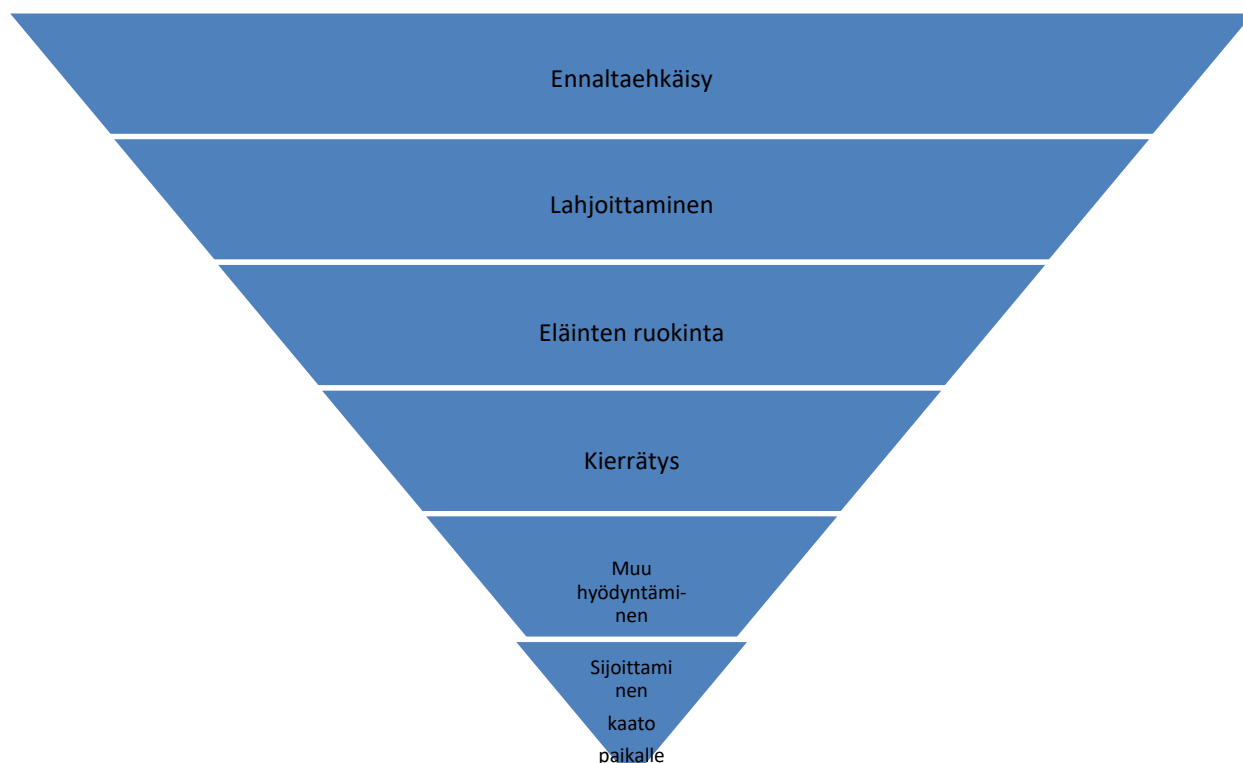 Ennaltaehkäisy
Lahjoittaminen
Eläinten ruokinta
Kierrätys
Muu
hyödyntämi-
nen
Sijoittami
nen
kaato
paikalle